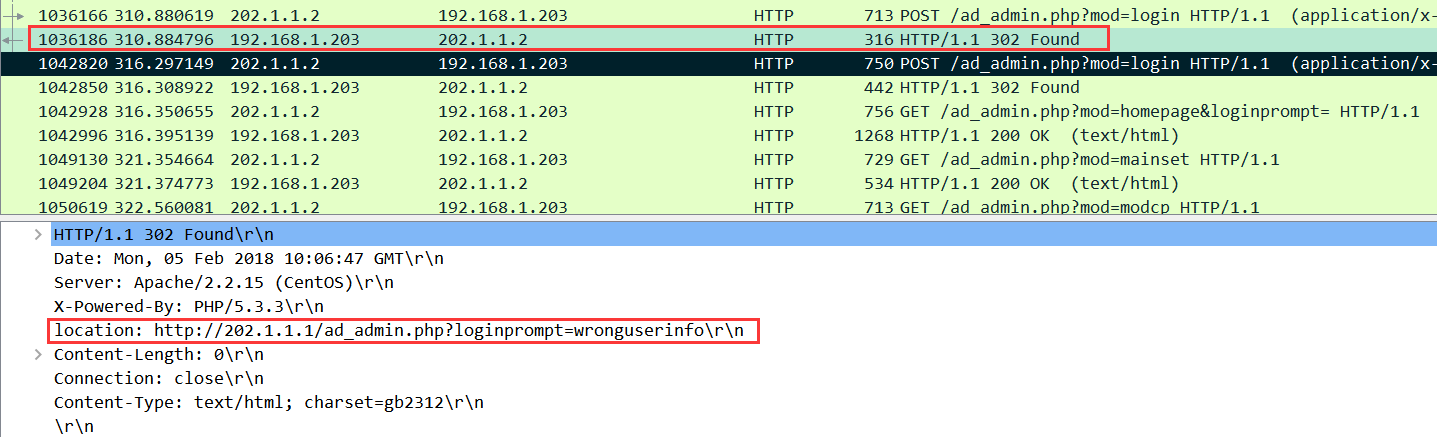 1036166 310.880619 202.1.1.2 192.168.1.203 HTTP 713 POST /ad_admin.php?mod=login HTTP/1.1 (application/x-
1036186 310.884796 192.168.1.203 202.1.1.2 HTTP 316 HTTP/1.1 302 Found
1042820 316.297149 202.1.1.2 192.168.1.203 HTTP 750 POST /ad_admin.php?mod=login HTTP/1.1 (application/x-
1042850 316.308922 192.168.1.203 202.1.1.2 HTTP 442 HTTP/1.1 302 Found
1042928 316.350655 202.1.1.2 192.168.1.203 HTTP 756 GET /ad_admin.php?mod=homepage&loginprompt= HTTP/1.1
1042996 316.395139 192.168.1.203 202.1.1.2 HTTP 1268 HTTP/1.1 200 OK (text/html)
1049130 321.354664 202.1.1.2 192.168.1.203 HTTP 729 GET /ad_admin.php?mod=mainset HTTP/1.1
1049204 321.374773 192.168.1.203 202.1.1.2 HTTP 534 HTTP/1.1 200 OK (text/html)
1050619 322.560081 202.1.1.2 192.168.1.203 HTTP 713 GET /ad_admin.php?mod=modcp HTTP/1.1
HTTP/1.1 302 Found\r\n
Date: Mon, 05 Feb 2018 10:06:47 GMT\r\n
Server: Apache/2.2.15 (CentOS)\r\n
X-Powered-By: PHP/5.3.3\r\n
location: http://202.1.1.1/ad_admin.php?loginprompt=wronguserinfo\r\n
Content-Length: 0\r\n
Connection: close\r\n
Content-Type: text/html; charset=gb2312\r\n
\r\n